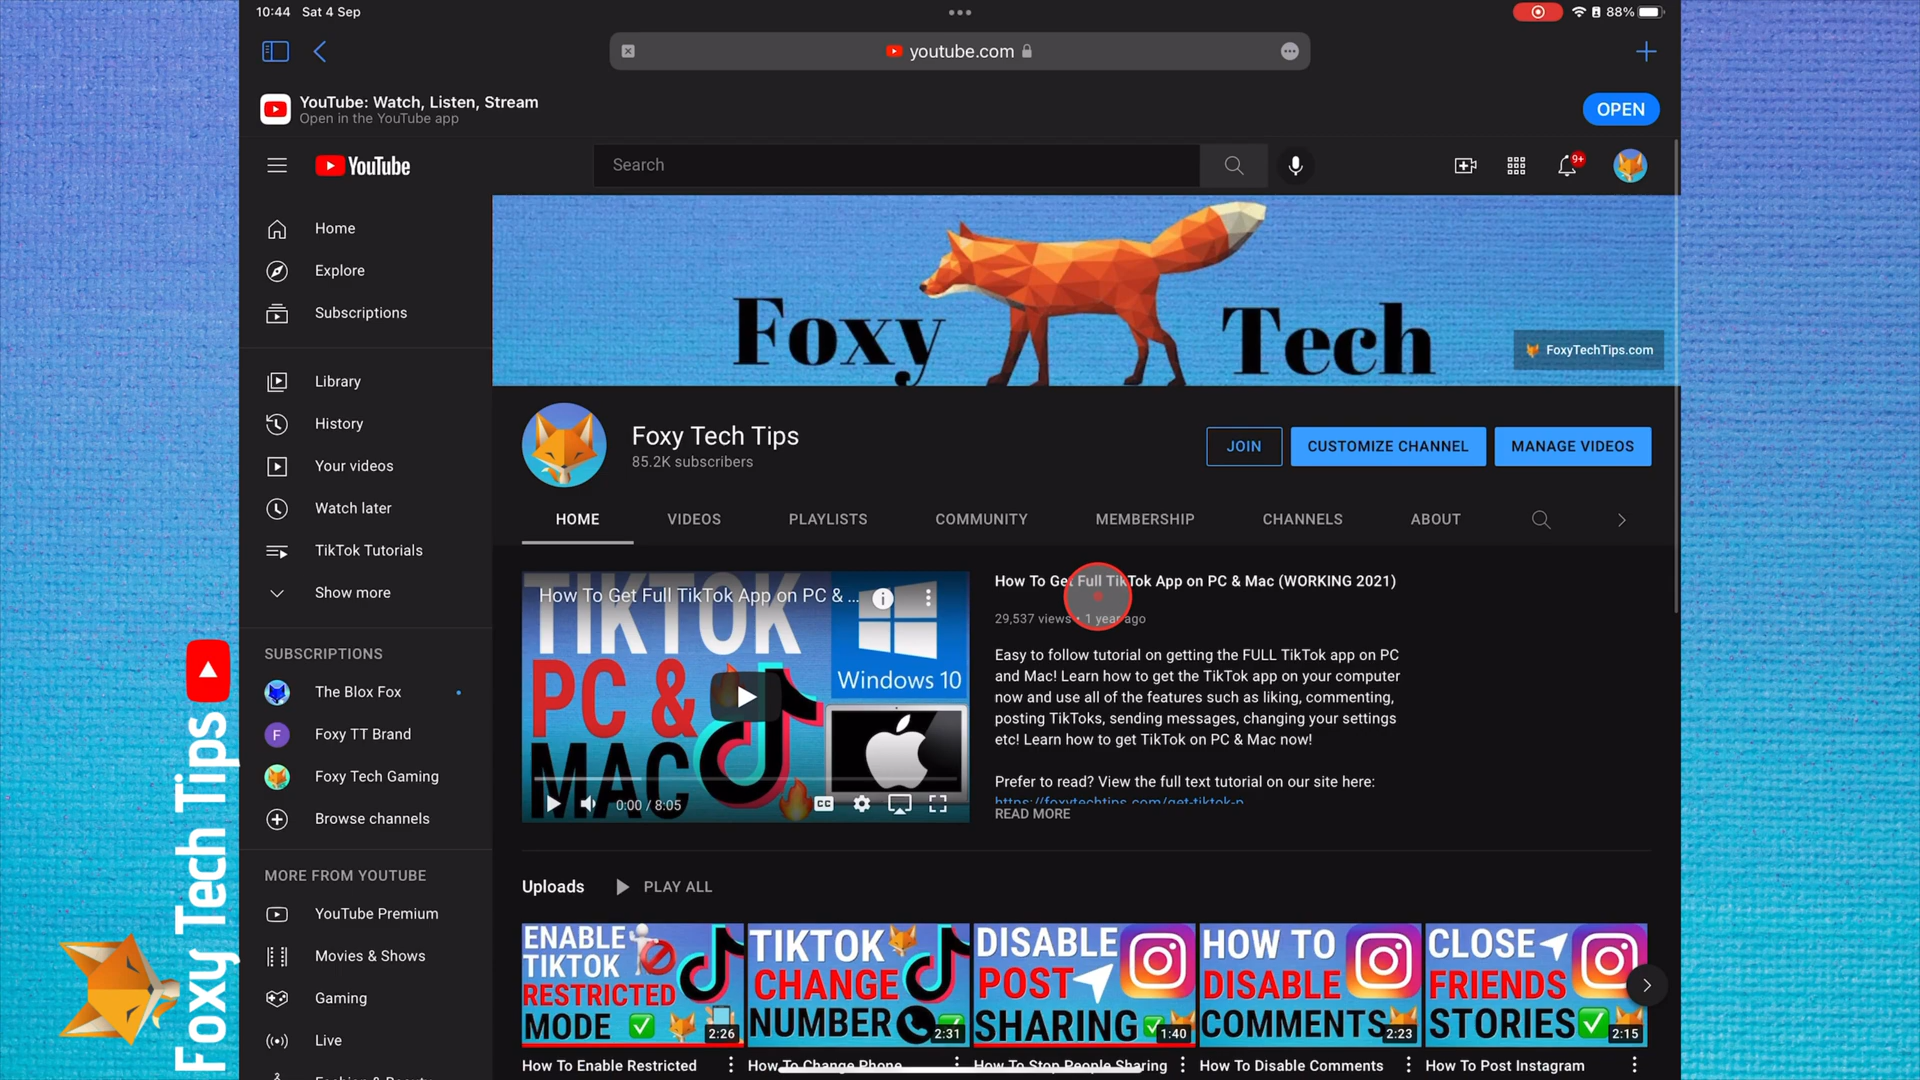 10:44 Sat 4 Sep
88%
youtube.com
YouTube: Watch, Listen, Stream
Open in the YouTube app
OPEN
YouTube
Search
9+
Home
Explore
Subscriptions
Library
History
Your videos
Watch later
TikTok Tutorials
Show more
SUBSCRIPTIONS
The Blox Fox
F
Foxy TT Brand
Foxy Tech Gaming
Browse channels
MORE FROM YOUTUBE
YouTube Premium
Movies & Shows
Gaming
Live
Foxy Tech
FoxyTechTips.com
Foxy Tech Tips
85.2K subscribers
JOIN
CUSTOMIZE CHANNEL
MANAGE VIDEOS
HOME
VIDEOS
PLAYLISTS
COMMUNITY
MEMBERSHIP
CHANNELS
ABOUT
How To Get Full TikTok App on PC & ...
TIKTOK
PC &
MAC
Windows 10
0:00 / 8:05
CC
How To Get Full TikTok App on PC & Mac (WORKING 2021)
29,537 views • 1 year ago
Easy to follow tutorial on getting the FULL TikTok app on PC
and Mac! Learn how to get the TikTok app on your computer
now and use all of the features such as liking, commenting,
posting TikToks, sending messages, changing your settings
etc! Learn how to get TikTok on PC & Mac now!
Prefer to read? View the full text tutorial on our site here:
https://foxytechtips.com/get-tiktok-p
READ MORE
Uploads
PLAY ALL
ENABLE
TIKTOK
RESTRICTED
MODE
2:26
How To Enable Restricted
TIKTOK
CHANGE
NUMBER
2:31
How To Change Phone
DISABLE
POST
SHARING
1:40
How To Stop People Sharing
HOW TO
DISABLE
COMMENTS
2:23
How To Disable Comments
CLOSE
FRIENDS
STORIES
2:15
How To Post Instagram
Foxy Tech Tips